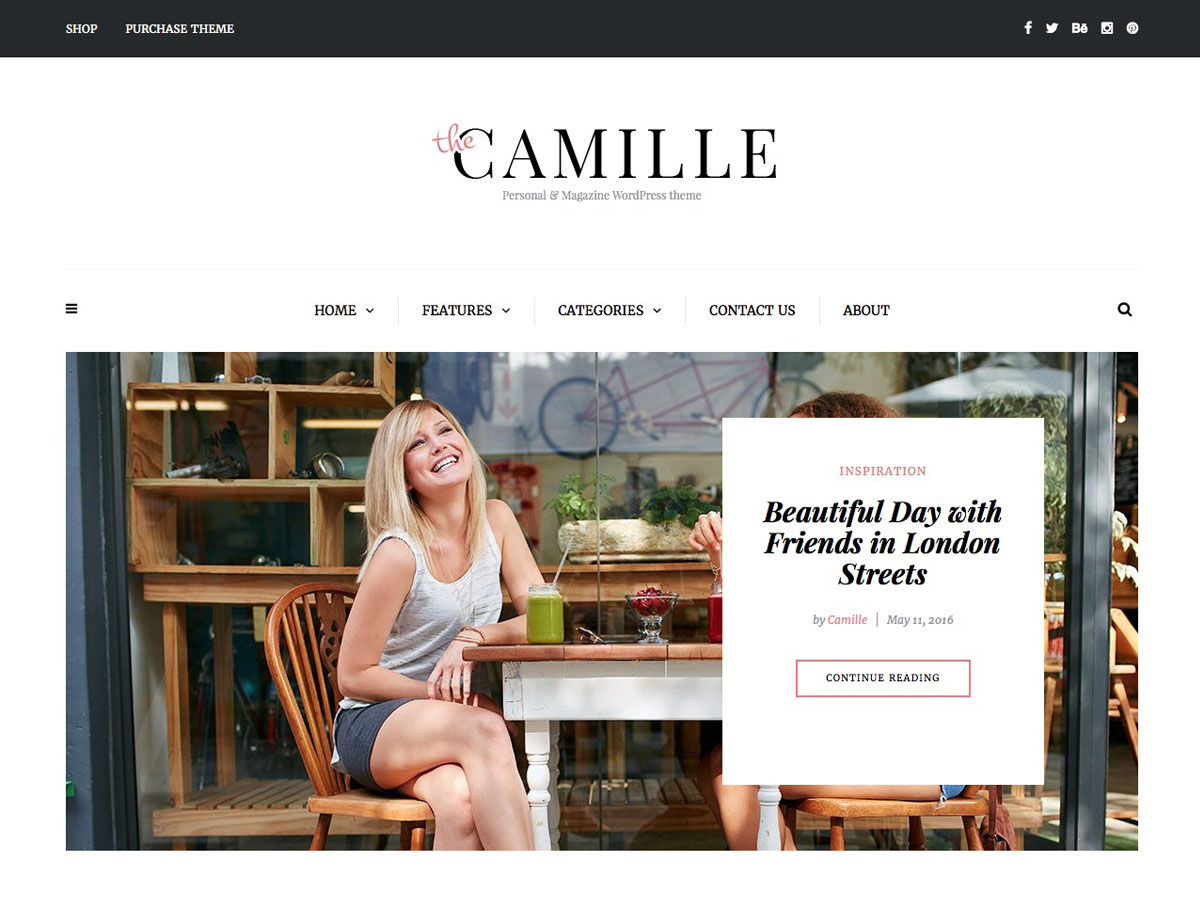 SHOP PURCHASE THEME Bē
the CAMILLE
Personal & Magazine WordPress theme
HOME FEATURES CATEGORIES CONTACT US ABOUT
INSPIRATION
Beautiful Day with
Friends in London
Streets
by Camille | May 11, 2016
CONTINUE READING